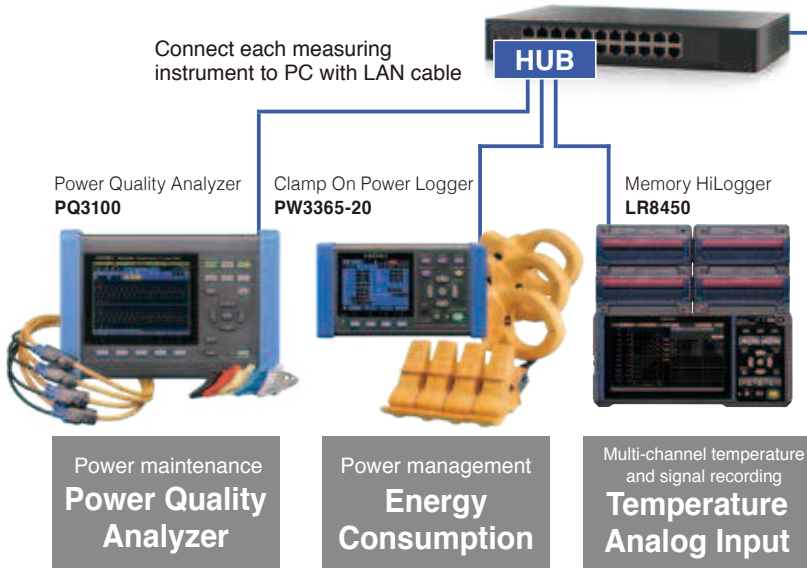 Connect each measuring
instrument to PC with LAN cable
HUB
Power Quality Analyzer
PQ3100
Clamp On Power Logger
PW3365-20
Memory HiLogger
LR8450
Power maintenance
Power Quality
Analyzer
Power management
Energy
Consumption
Multi-channel temperature
and signal recording
Temperature
Analog Input